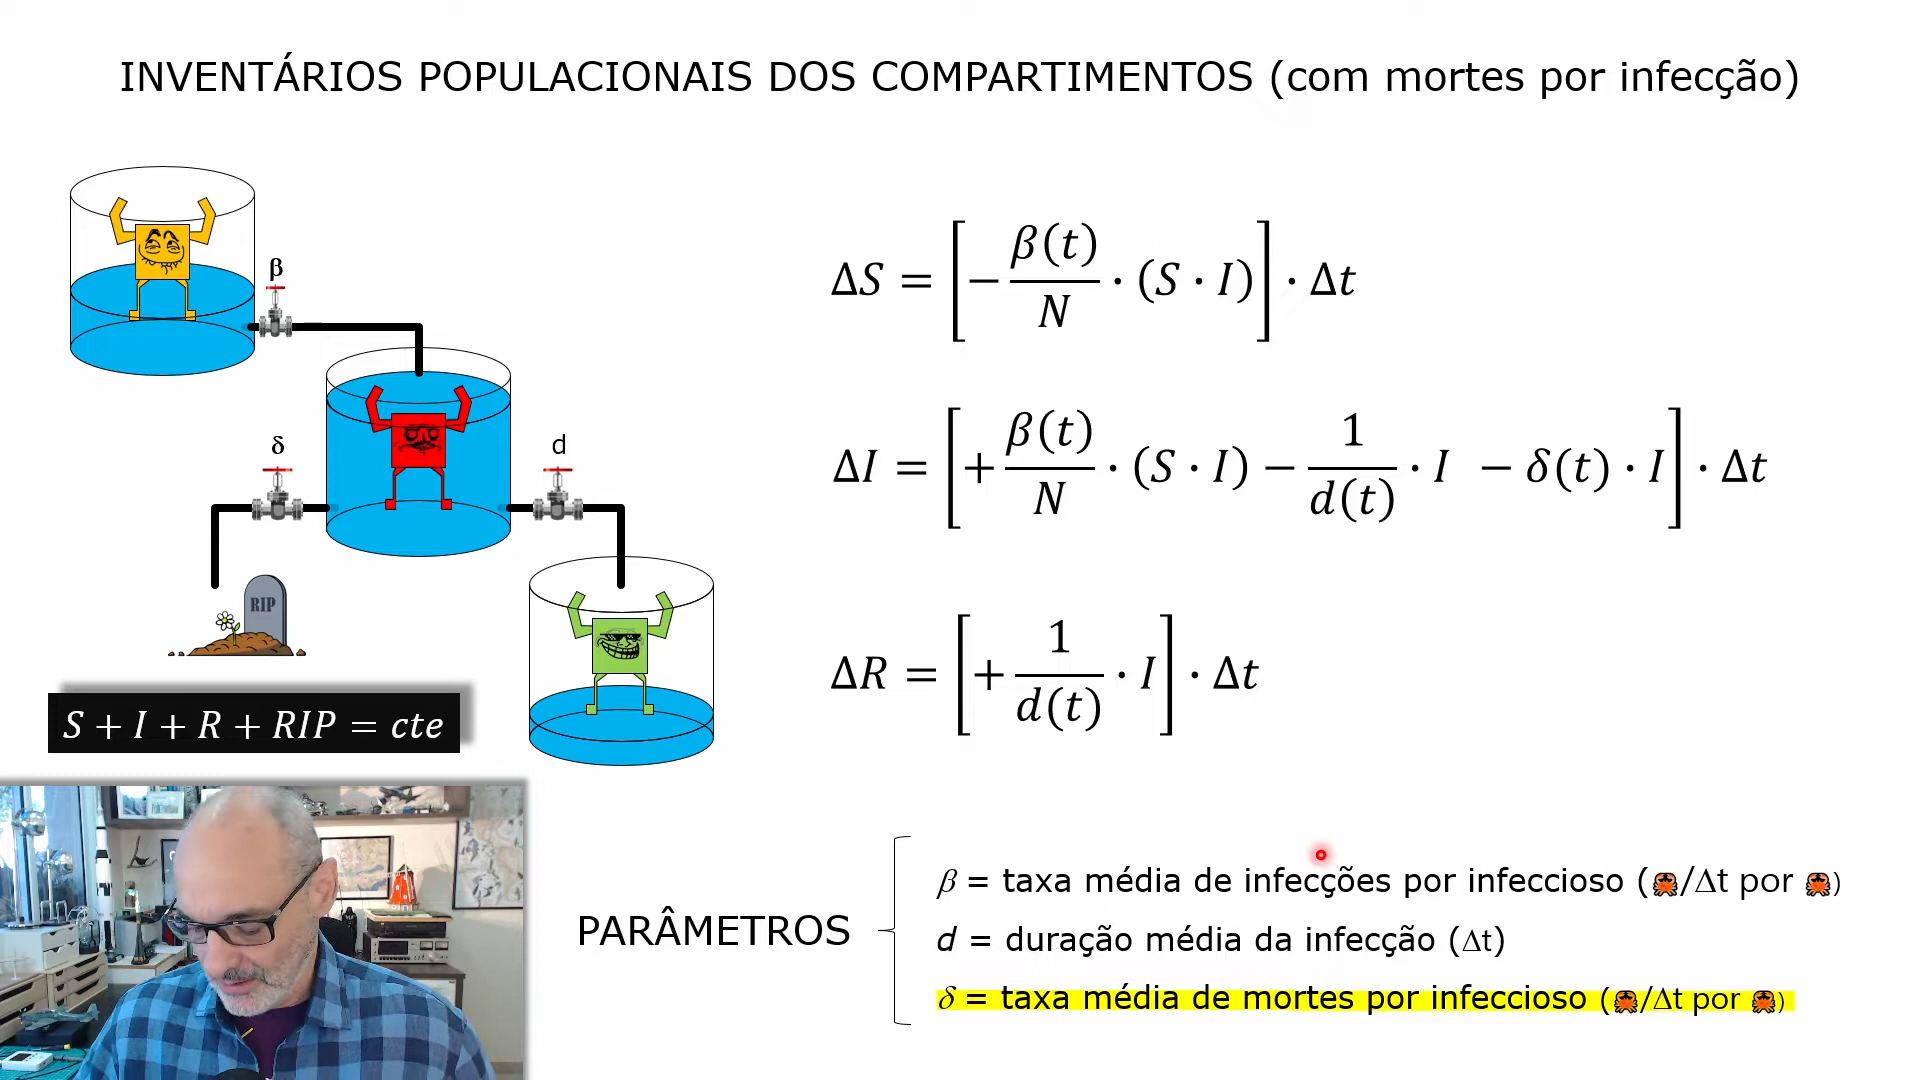 INVENTÁRIOS POPULACIONAIS DOS COMPARTIMENTOS (com mortes por infecção)
β
δ
d
RIP
S + I + R + RIP = cte
ΔS = [− β(t)/N · (S · I)] · Δt
ΔI = [+ β(t)/N · (S · I) − 1/d(t) · I − δ(t) · I] · Δt
ΔR = [+ 1/d(t) · I] · Δt
PARÂMETROS
β = taxa média de infecções por infeccioso (/Δt por )
d = duração média da infecção (Δt)
δ = taxa média de mortes por infeccioso (/Δt por )